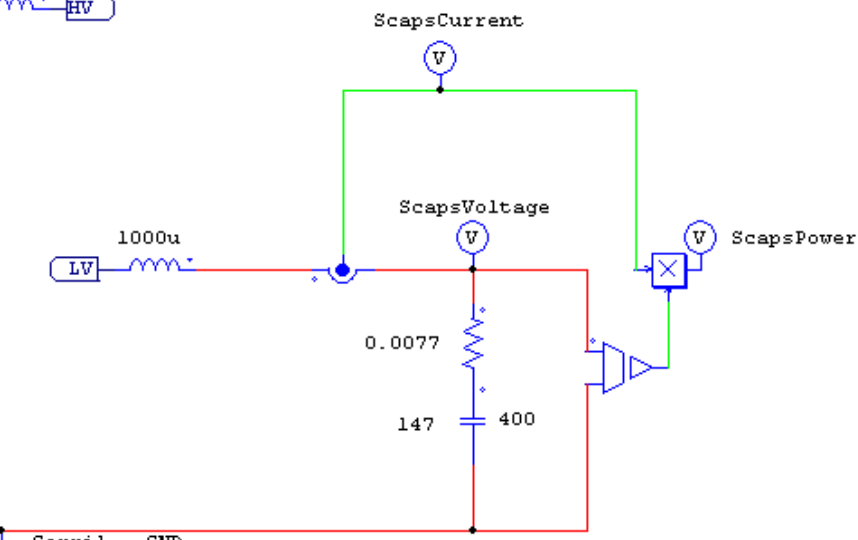 HV
ScapsCurrent
V
ScapsVoltage
V
V
ScapsPower
1000u
LV
0.0077
147
400